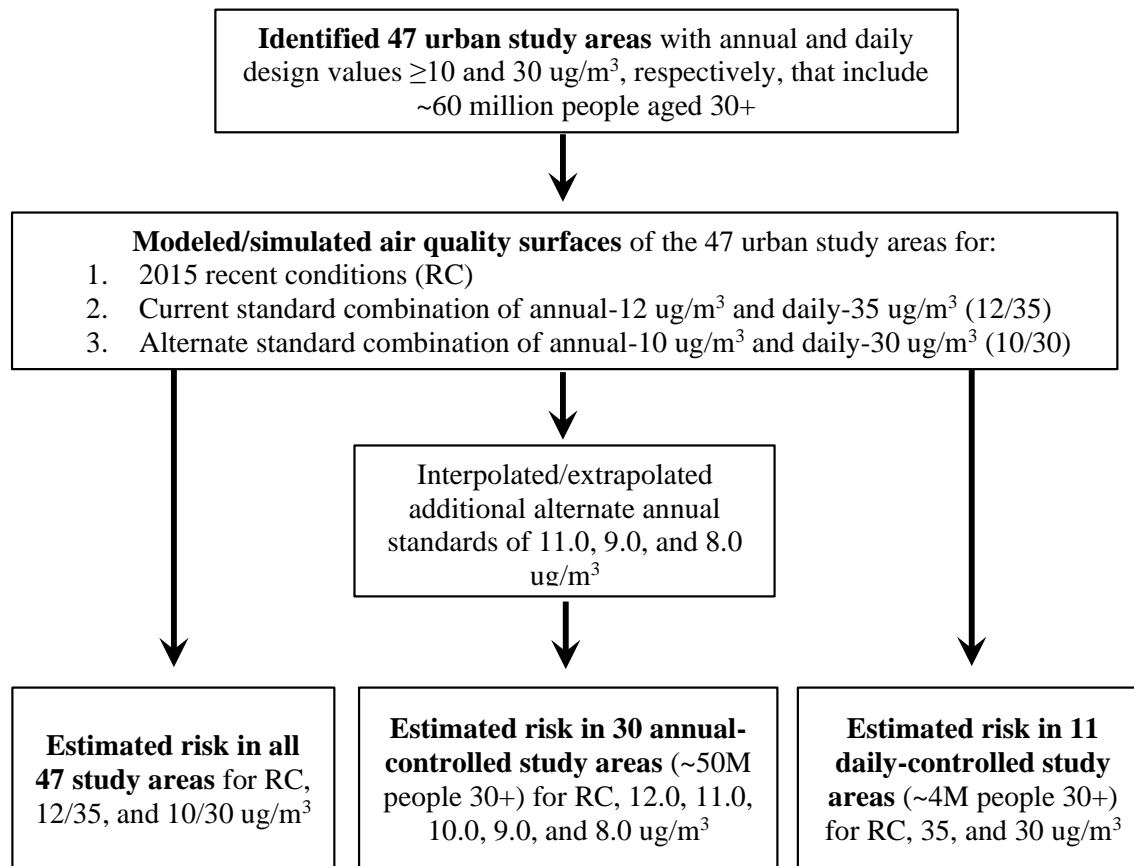 Identified 47 urban study areas with annual and daily
design values ≥10 and 30 ug/m³, respectively, that include
~60 million people aged 30+
Modeled/simulated air quality surfaces of the 47 urban study areas for:
1. 2015 recent conditions (RC)
2. Current standard combination of annual-12 ug/m³ and daily-35 ug/m³ (12/35)
3. Alternate standard combination of annual-10 ug/m³ and daily-30 ug/m³ (10/30)
Interpolated/extrapolated
additional alternate annual
standards of 11.0, 9.0, and 8.0
ug/m³
Estimated risk in all
47 study areas for RC,
12/35, and 10/30 ug/m³
Estimated risk in 30 annual-
controlled study areas (~50M
people 30+) for RC, 12.0, 11.0,
10.0, 9.0, and 8.0 ug/m³
Estimated risk in 11
daily-controlled study
areas (~4M people 30+)
for RC, 35, and 30 ug/m³